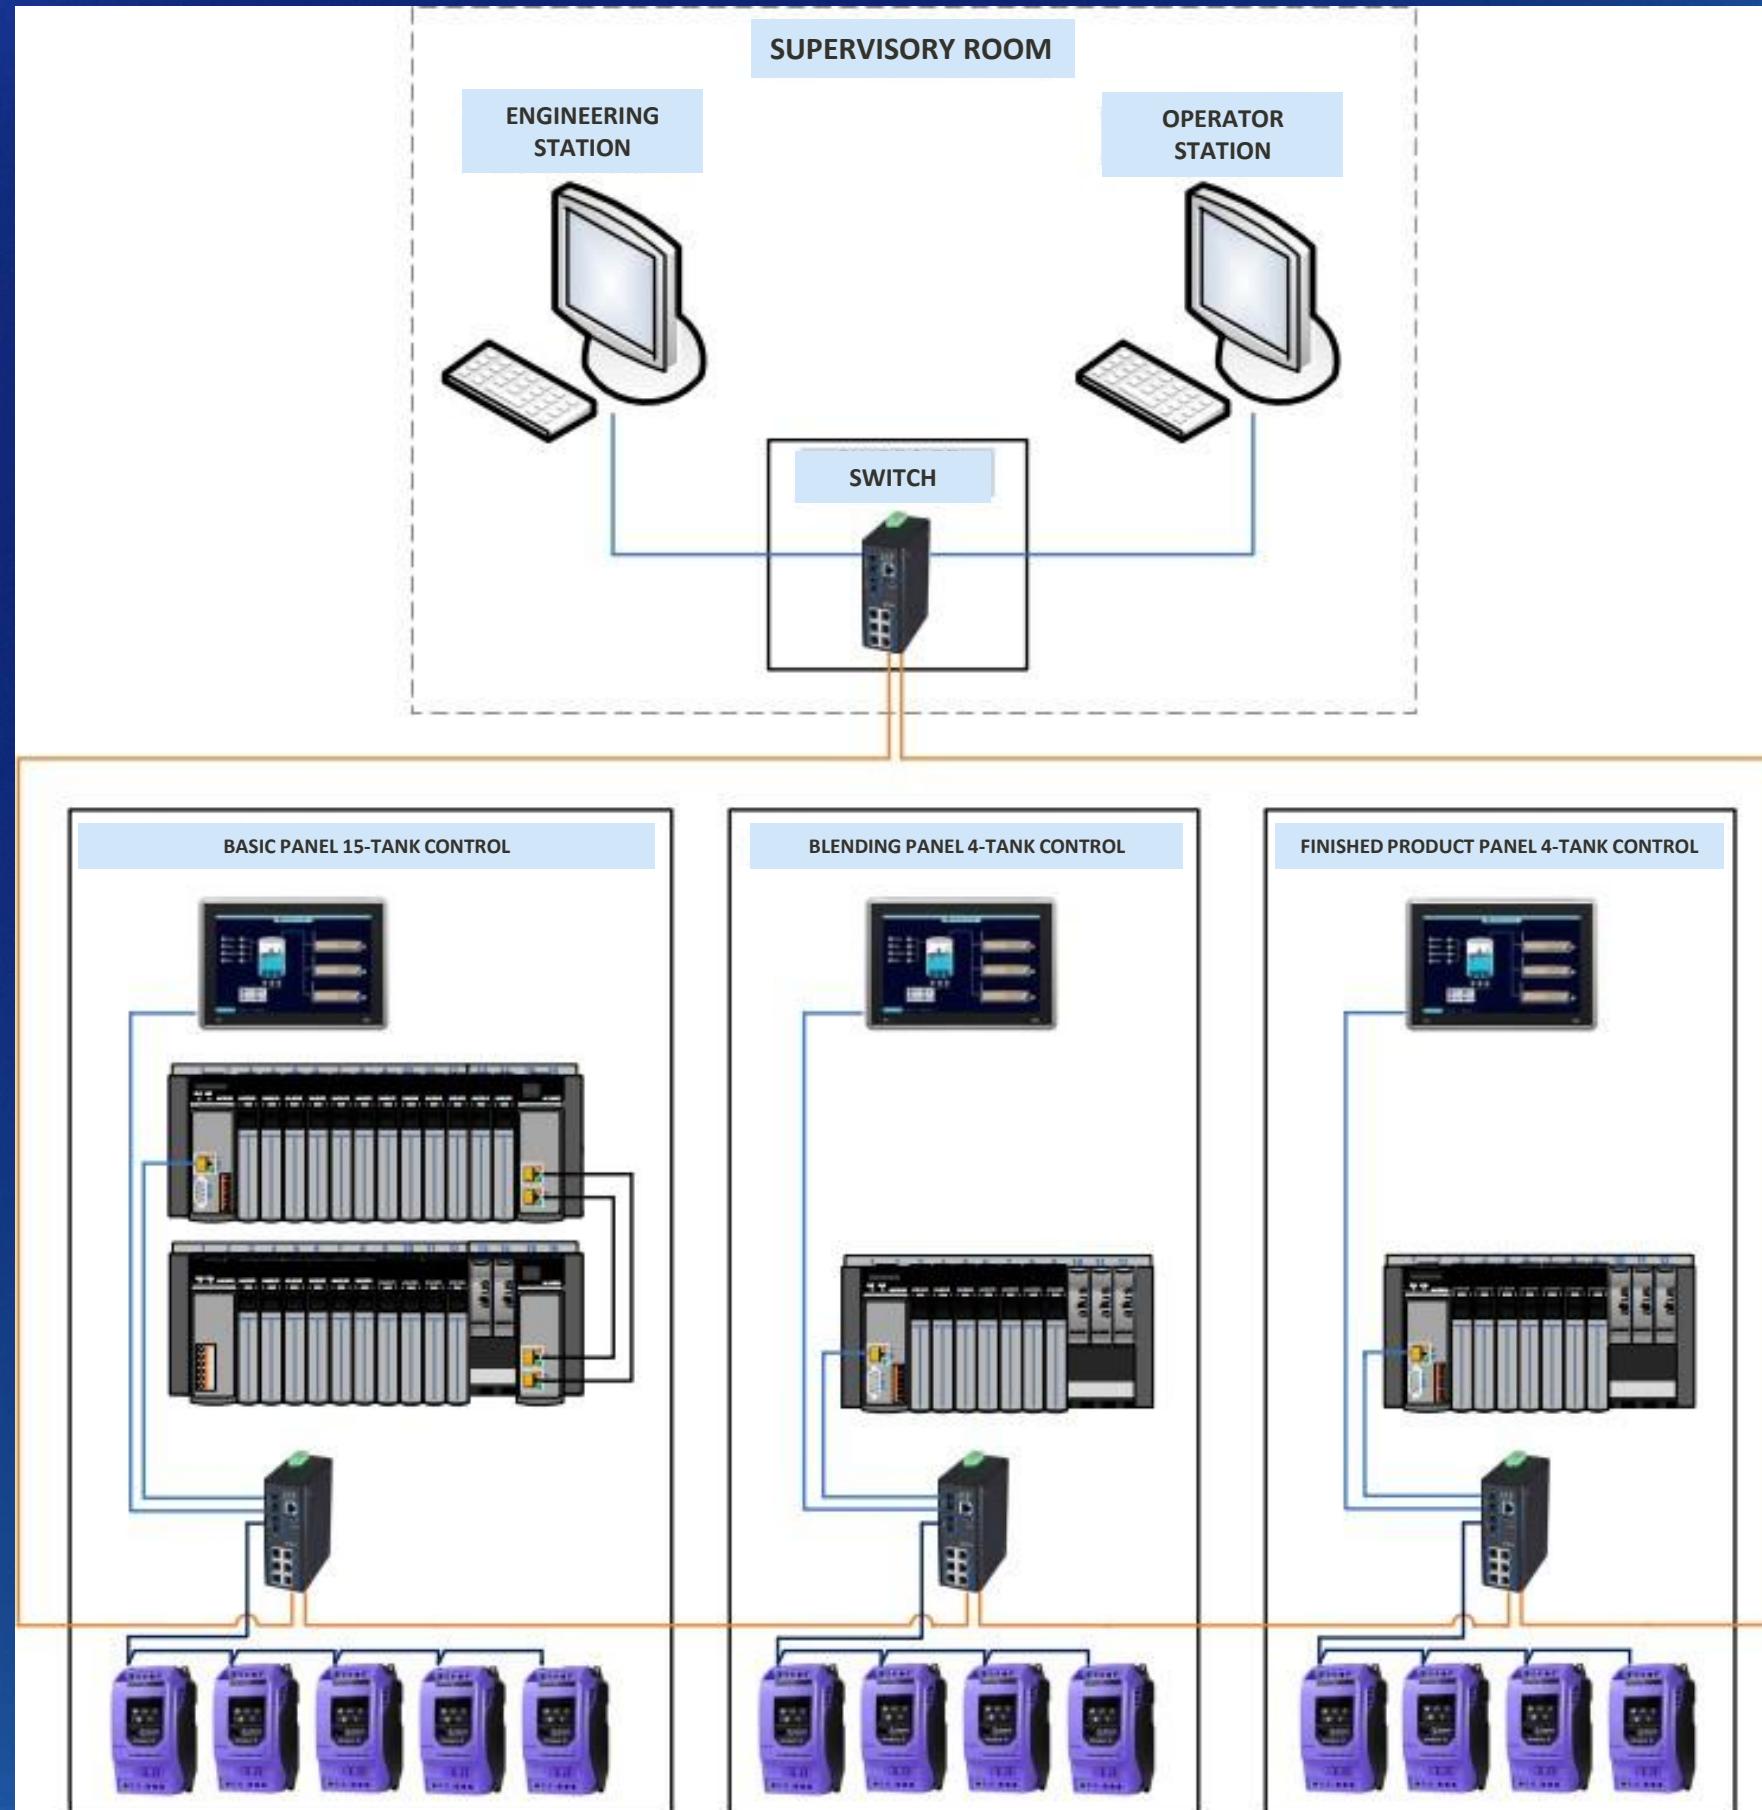 SUPERVISORY ROOM
ENGINEERING
STATION
OPERATOR
STATION
SWITCH
BASIC PANEL 15-TANK CONTROL
BLENDING PANEL 4-TANK CONTROL
FINISHED PRODUCT PANEL 4-TANK CONTROL